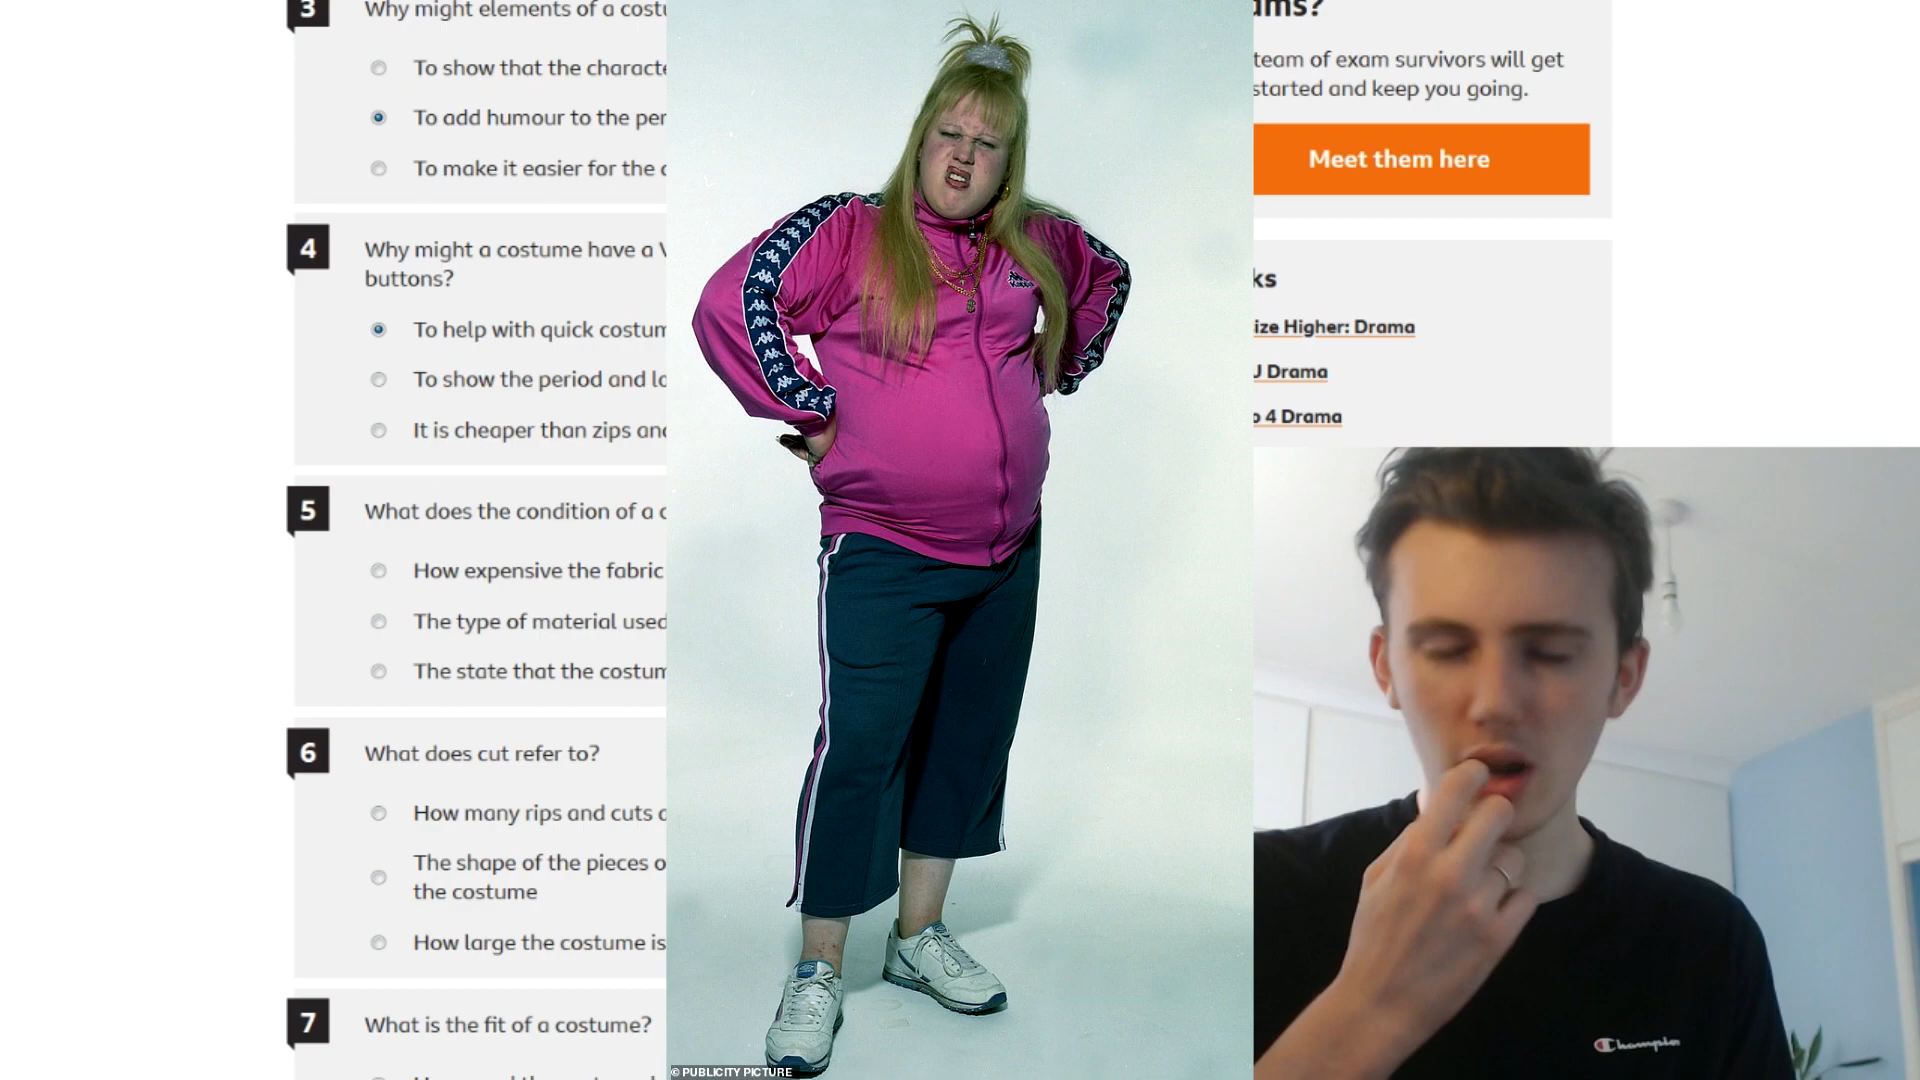 3
Why might elements of a costu
To show that the characte
To add humour to the per
To make it easier for the
4
Why might a costume have a
buttons?
To help with quick costum
To show the period and lo
It is cheaper than zips and
5
What does the condition of a
How expensive the fabric
The type of material used
The state that the costum
6
What does cut refer to?
How many rips and cuts
The shape of the pieces o
the costume
How large the costume is
7
What is the fit of a costume?
Kappa
© PUBLICITY PICTURE
ams?
team of exam survivors will get
started and keep you going.
Meet them here
ks
ize Higher: Drama
U Drama
o 4 Drama
Champion